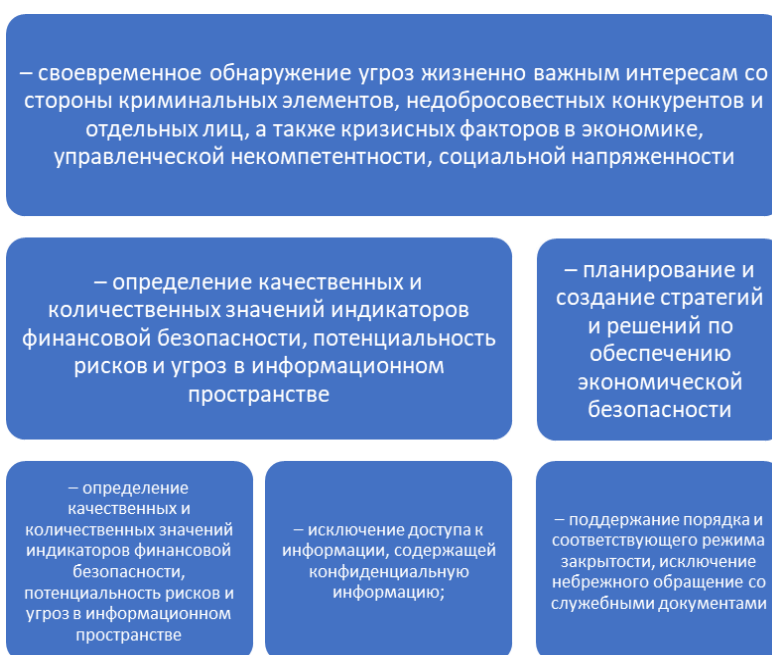 – своевременное обнаружение угроз жизненно важным интересам со
стороны криминальных элементов, недобросовестных конкурентов и
отдельных лиц, а также кризисных факторов в экономике,
управленческой некомпетентности, социальной напряженности
– определение качественных и
количественных значений индикаторов
финансовой безопасности, потенциальность
рисков и угроз в информационном
пространстве
– планирование и
создание стратегий
и решений по
обеспечению
экономической
безопасности
– определение
качественных и
количественных значений
индикаторов финансовой
безопасности,
потенциальность рисков и
угроз в информационном
пространстве
– исключение доступа к
информации, содержащей
конфиденциальную
информацию;
– поддержание порядка и
соответствующего режима
закрытости, исключение
небрежного обращение со
служебными документами